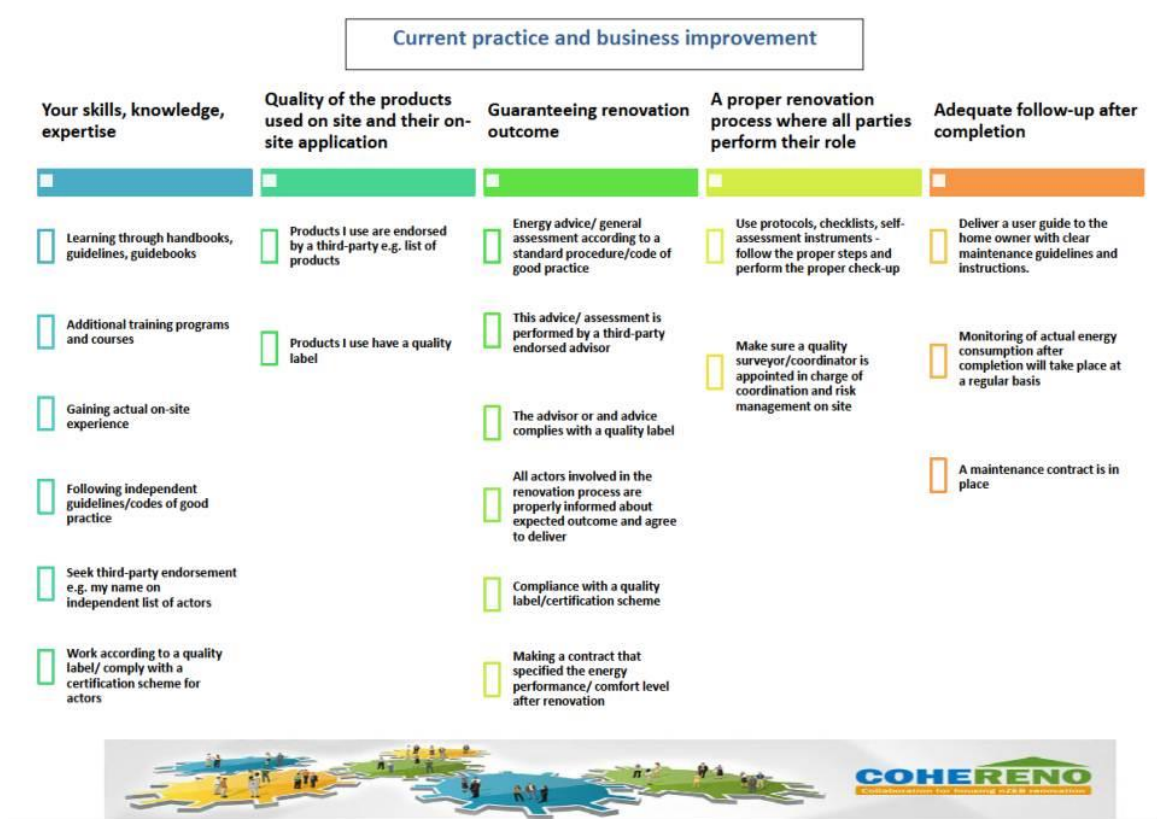 Current practice and business improvement
Your skills, knowledge,
expertise
Quality of the products
used on site and their on-
site application
Guaranteeing renovation
outcome
A proper renovation
process where all parties
perform their role
Adequate follow-up after
completion
Learning through handbooks,
guidelines, guidebooks
Additional training programs
and courses
Gaining actual on-site
experience
Following independent
guidelines/codes of good
practice
Seek third-party endorsement
e.g. my name on
independent list of actors
Work according to a quality
label/ comply with a
certification scheme for
actors
Products I use are endorsed
by a third-party e.g. list of
products
Products I use have a quality
label
Energy advice/ general
assessment according to a
standard procedure/code of
good practice
This advice/ assessment is
performed by a third-party
endorsed advisor
The advisor or and advice
complies with a quality label
All actors involved in the
renovation process are
properly informed about
expected outcome and agree
to deliver
Compliance with a quality
label/certification scheme
Making a contract that
specified the energy
performance/ comfort level
after renovation
Use protocols, checklists, self-
assessment instruments -
follow the proper steps and
perform the proper check-up
Make sure a quality
surveyor/coordinator is
appointed in charge of
coordination and risk
management on site
Deliver a user guide to the
home owner with clear
maintenance guidelines and
instructions.
Monitoring of actual energy
consumption after
completion will take place at
a regular basis
A maintenance contract is in
place
COHERENO
Collaboration for housing nZEB renovation